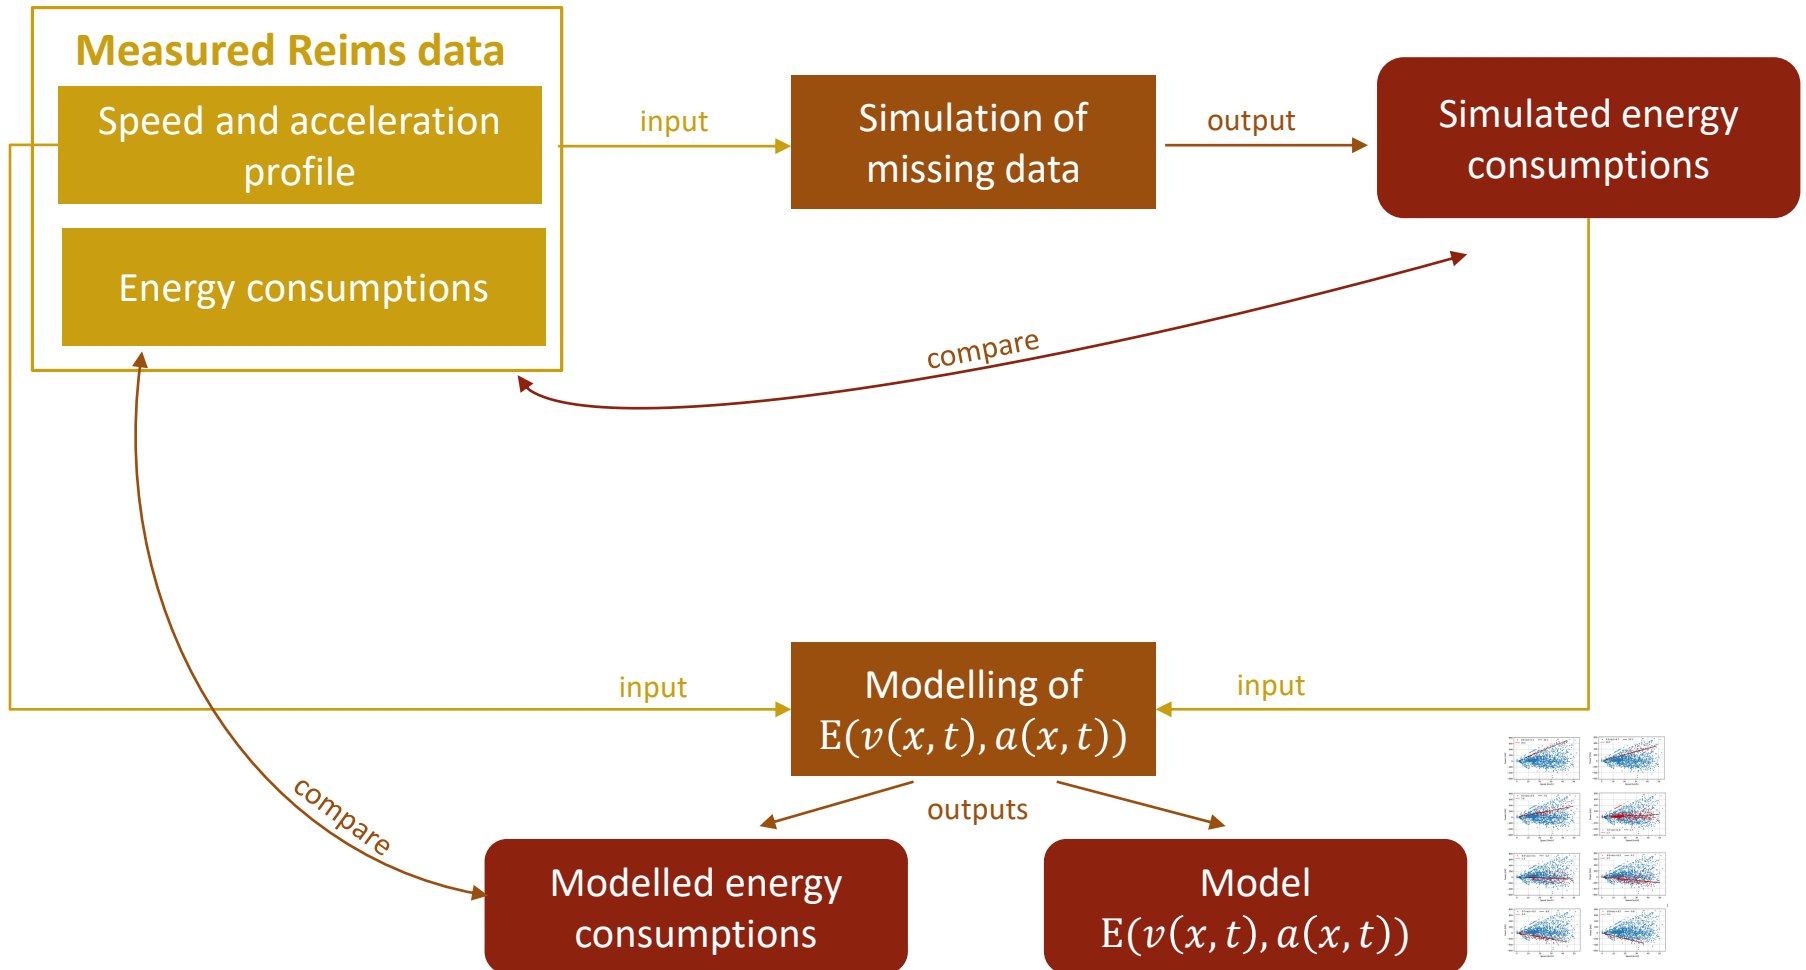 Measured Reims data
Speed and acceleration
profile
Energy consumptions
input
Simulation of
missing data
output
Simulated energy
consumptions
compare
input
Modelling of
E(v(x, t), a(x, t))
input
compare
outputs
Modelled energy
consumptions
Model
E(v(x, t), a(x, t))